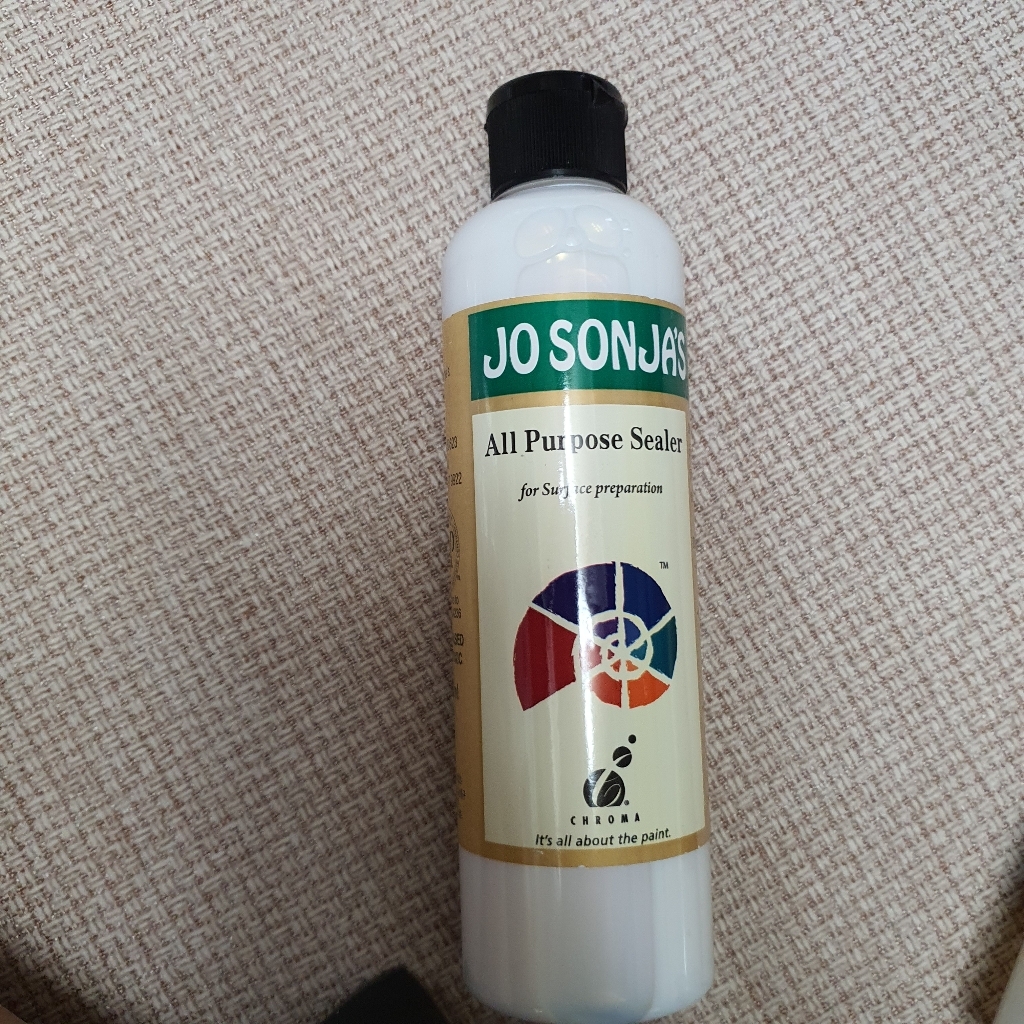 JO SONJA'S
All Purpose Sealer
for Surface preparation
TM
CHROMA
It's all about the paint.